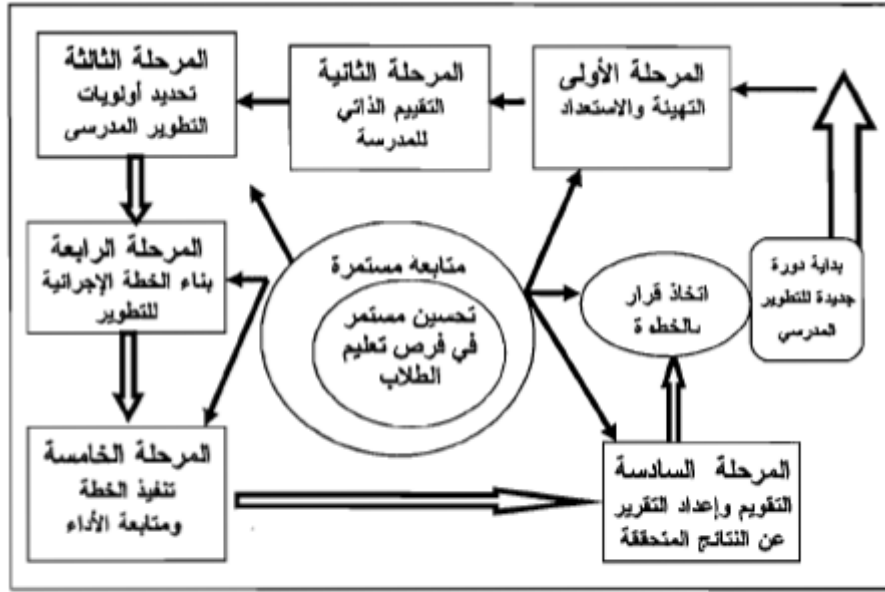 المرحلة الأولى
التهيئة والاستعداد
المرحلة الثانية
التقييم الذاتي
للمدرسة
المرحلة الثالثة
تحديد أولويات
التطوير المدرسى
المرحلة الرابعة
بناء الخطة الإجرائية
للتطوير
المرحلة الخامسة
تنفيذ الخطة
ومتابعة الأداء
المرحلة السادسة
التقويم وإعداد التقرير
عن النتائج المتحققة
اتخاذ قرار
بالخطوة
بداية دورة
جديدة للتطوير
المدرسي
متابعة مستمرة
تحسين مستمر
في فرص تعليم
الطلاب